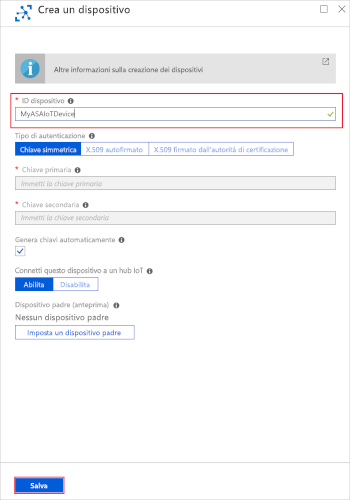 Crea un dispositivo
Altre informazioni sulla creazione dei dispositivi
* ID dispositivo
MyASAIoTDevice
Tipo di autenticazione
Chiave simmetrica X.509 autofirmato X.509 firmato dall'autorità di certificazione
* Chiave primaria
Immetti la chiave primaria
* Chiave secondaria
Immetti la chiave secondaria
Genera chiavi automaticamente
Connetti questo dispositivo a un hub IoT
Abilita Disabilita
Dispositivo padre (anteprima)
Nessun dispositivo padre
Imposta un dispositivo padre
Salva